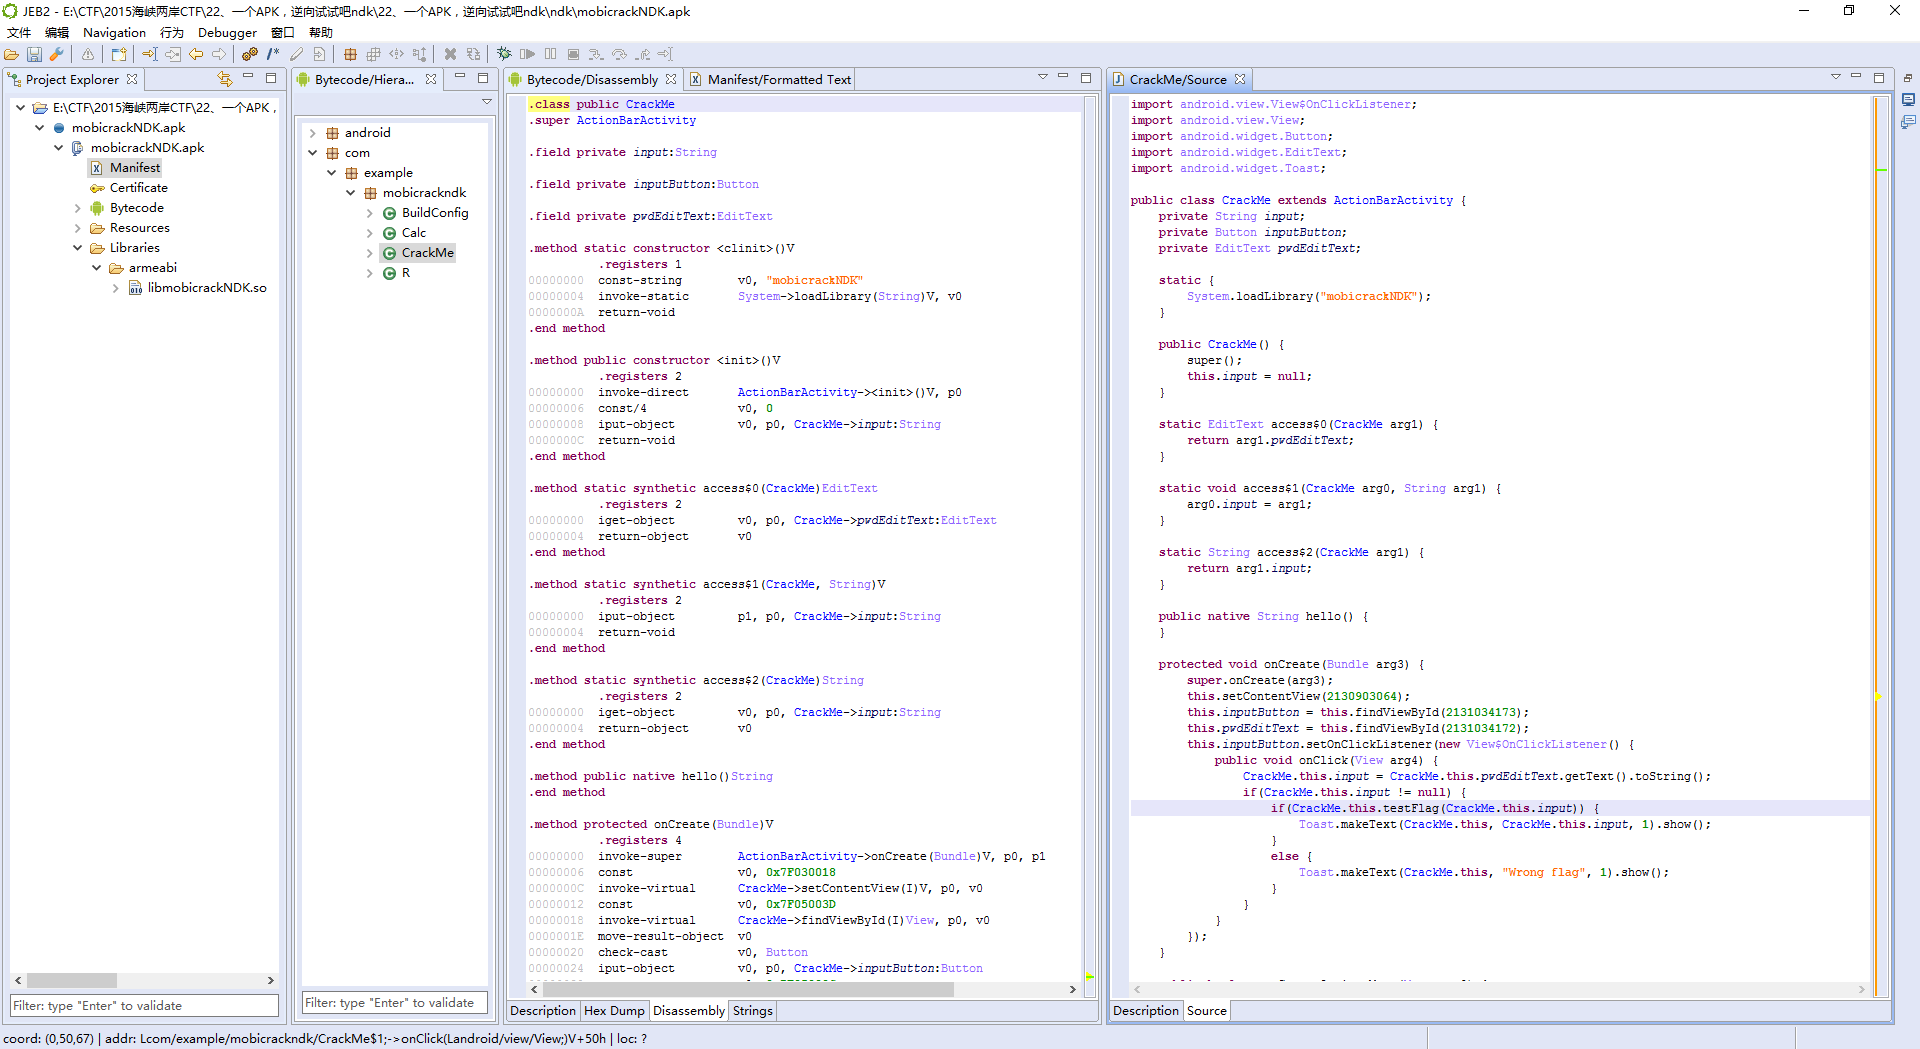 JEB2 - E:\CTF\2015海峡两岸CTF\22、一个APK，逆向试试吧ndk\22、一个APK，逆向试试吧ndk\ndk\mobicrackNDK.apk
文件 编辑 Navigation 行为 Debugger 窗口 帮助
Project Explorer
E:\CTF\2015海峡两岸CTF\22、一个APK，
mobicrackNDK.apk
mobicrackNDK.apk
Manifest
Certificate
Bytecode
Resources
Libraries
armeabi
libmobicrackNDK.so
Filter: type "Enter" to validate
Bytecode/Hiera...
android
com
example
mobicrackndk
BuildConfig
Calc
CrackMe
R
Filter: type "Enter" to validate
Bytecode/Disassembly Manifest/Formatted Text
.class public CrackMe
.super ActionBarActivity
.field private input:String
.field private inputButton:Button
.field private pwdEditText:EditText
.method static constructor <clinit>()V
.registers 1
00000000 const-string v0, "mobicrackNDK"
00000004 invoke-static System->loadLibrary(String)V, v0
0000000A return-void
.end method
.method public constructor <init>()V
.registers 2
00000000 invoke-direct ActionBarActivity-><init>()V, p0
00000006 const/4 v0, 0
00000008 iput-object v0, p0, CrackMe->input:String
0000000C return-void
.end method
.method static synthetic access$0(CrackMe)EditText
.registers 2
00000000 iget-object v0, p0, CrackMe->pwdEditText:EditText
00000004 return-object v0
.end method
.method static synthetic access$1(CrackMe, String)V
.registers 2
00000000 iput-object p1, p0, CrackMe->input:String
00000004 return-void
.end method
.method static synthetic access$2(CrackMe)String
.registers 2
00000000 iget-object v0, p0, CrackMe->input:String
00000004 return-object v0
.end method
.method public native hello()String
.end method
.method protected onCreate(Bundle)V
.registers 4
00000000 invoke-super ActionBarActivity->onCreate(Bundle)V, p0, p1
00000006 const v0, 0x7F030018
0000000C invoke-virtual CrackMe->setContentView(I)V, p0, v0
00000012 const v0, 0x7F05003D
00000018 invoke-virtual CrackMe->findViewById(I)View, p0, v0
0000001E move-result-object v0
00000020 check-cast v0, Button
00000024 iput-object v0, p0, CrackMe->inputButton:Button
Description Hex Dump Disassembly Strings
CrackMe/Source
import android.view.View$OnClickListener;
import android.view.View;
import android.widget.Button;
import android.widget.EditText;
import android.widget.Toast;
public class CrackMe extends ActionBarActivity {
private String input;
private Button inputButton;
private EditText pwdEditText;
static {
System.loadLibrary("mobicrackNDK");
}
public CrackMe() {
super();
this.input = null;
}
static EditText access$0(CrackMe arg1) {
return arg1.pwdEditText;
}
static void access$1(CrackMe arg0, String arg1) {
arg0.input = arg1;
}
static String access$2(CrackMe arg1) {
return arg1.input;
}
public native String hello() {
}
protected void onCreate(Bundle arg3) {
super.onCreate(arg3);
this.setContentView(2130903064);
this.inputButton = this.findViewById(2131034173);
this.pwdEditText = this.findViewById(2131034172);
this.inputButton.setOnClickListener(new View$OnClickListener() {
public void onClick(View arg4) {
CrackMe.this.input = CrackMe.this.pwdEditText.getText().toString();
if(CrackMe.this.input != null) {
if(CrackMe.this.testFlag(CrackMe.this.input)) {
Toast.makeText(CrackMe.this, CrackMe.this.input, 1).show();
}
else {
Toast.makeText(CrackMe.this, "Wrong flag", 1).show();
}
}
}
});
}
Description Source
coord: (0,50,67) | addr: Lcom/example/mobicrackndk/CrackMe$1;->onClick(Landroid/view/View;)V+50h | loc: ?